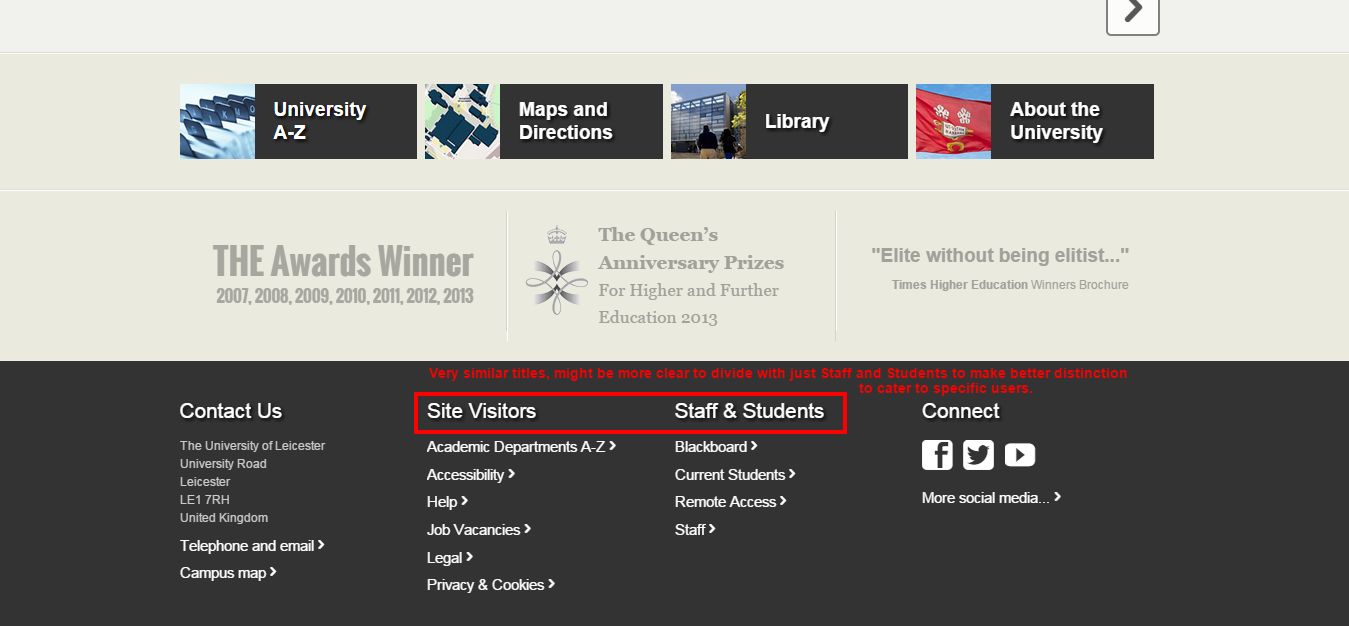 University
A-Z
Maps and
Directions
Library
About the
University
THE Awards Winner
2007, 2008, 2009, 2010, 2011, 2012, 2013
The Queen's
Anniversary Prizes
For Higher and Further
Education 2013
"Elite without being elitist..."
Times Higher Education Winners Brochure
Very similar titles, might be more clear to divide with just Staff and Students to make better distinction
to cater to specific users.
Contact Us
The University of Leicester
University Road
Leicester
LE1 7RH
United Kingdom
Telephone and email
Campus map
Site Visitors
Academic Departments A-Z
Accessibility
Help
Job Vacancies
Legal
Privacy & Cookies
Staff & Students
Blackboard
Current Students
Remote Access
Staff
Connect
More social media...